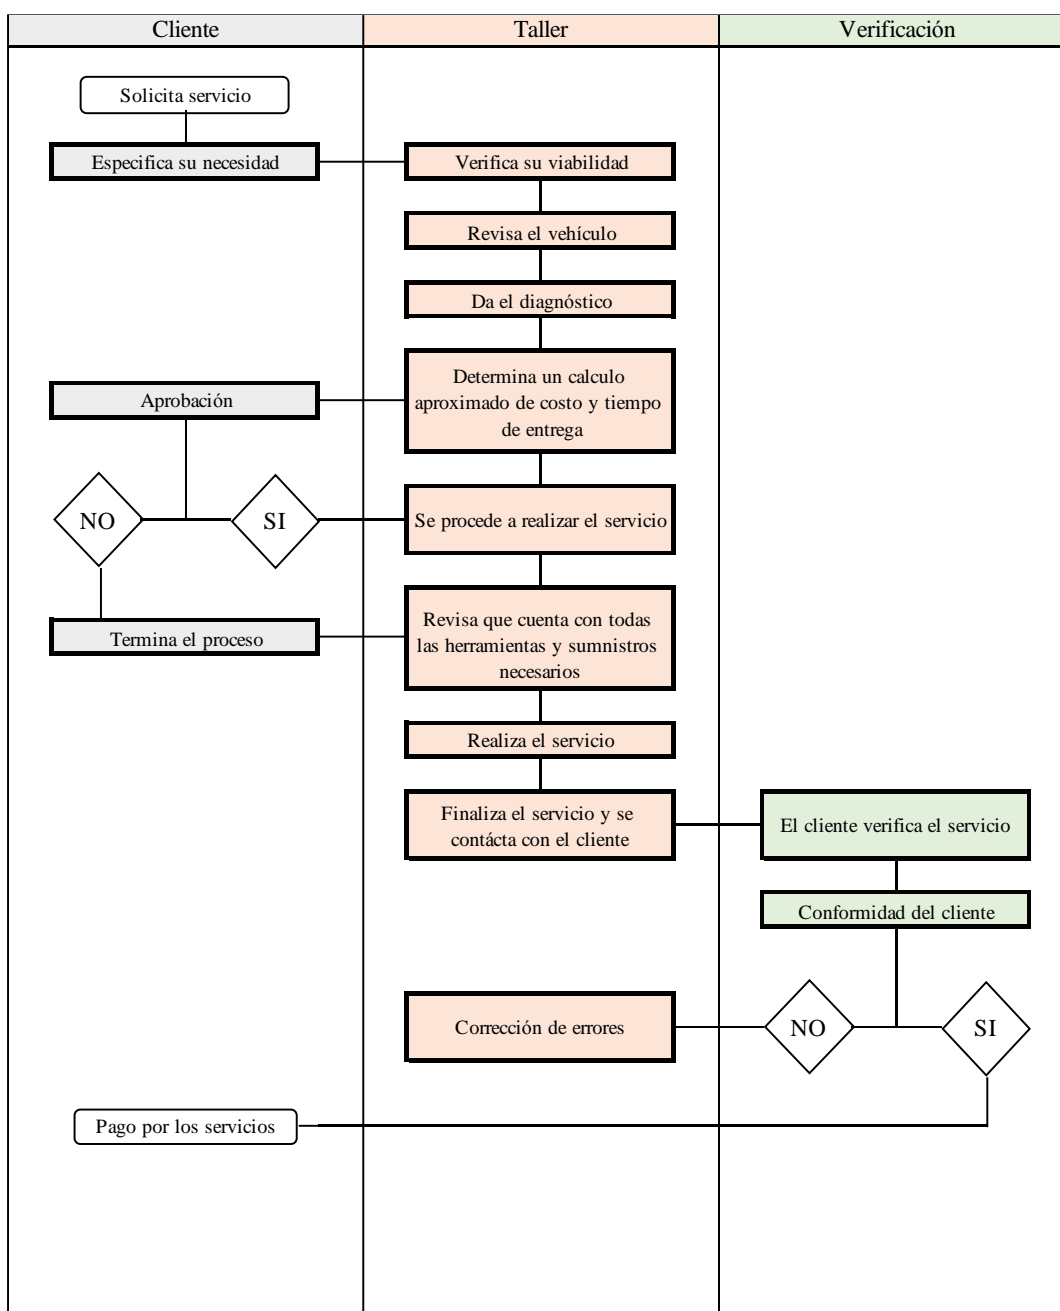 Cliente
Taller
Verificación
Solicita servicio
Especifica su necesidad
Verifica su viabilidad
Revisa el vehículo
Da el diagnóstico
Determina un calculo
aproximado de costo y tiempo
de entrega
Aprobación
NO
SI
Se procede a realizar el servicio
Termina el proceso
Revisa que cuenta con todas
las herramientas y sumnistros
necesarios
Realiza el servicio
Finaliza el servicio y se
contácta con el cliente
El cliente verifica el servicio
Conformidad del cliente
Corrección de errores
NO
SI
Pago por los servicios